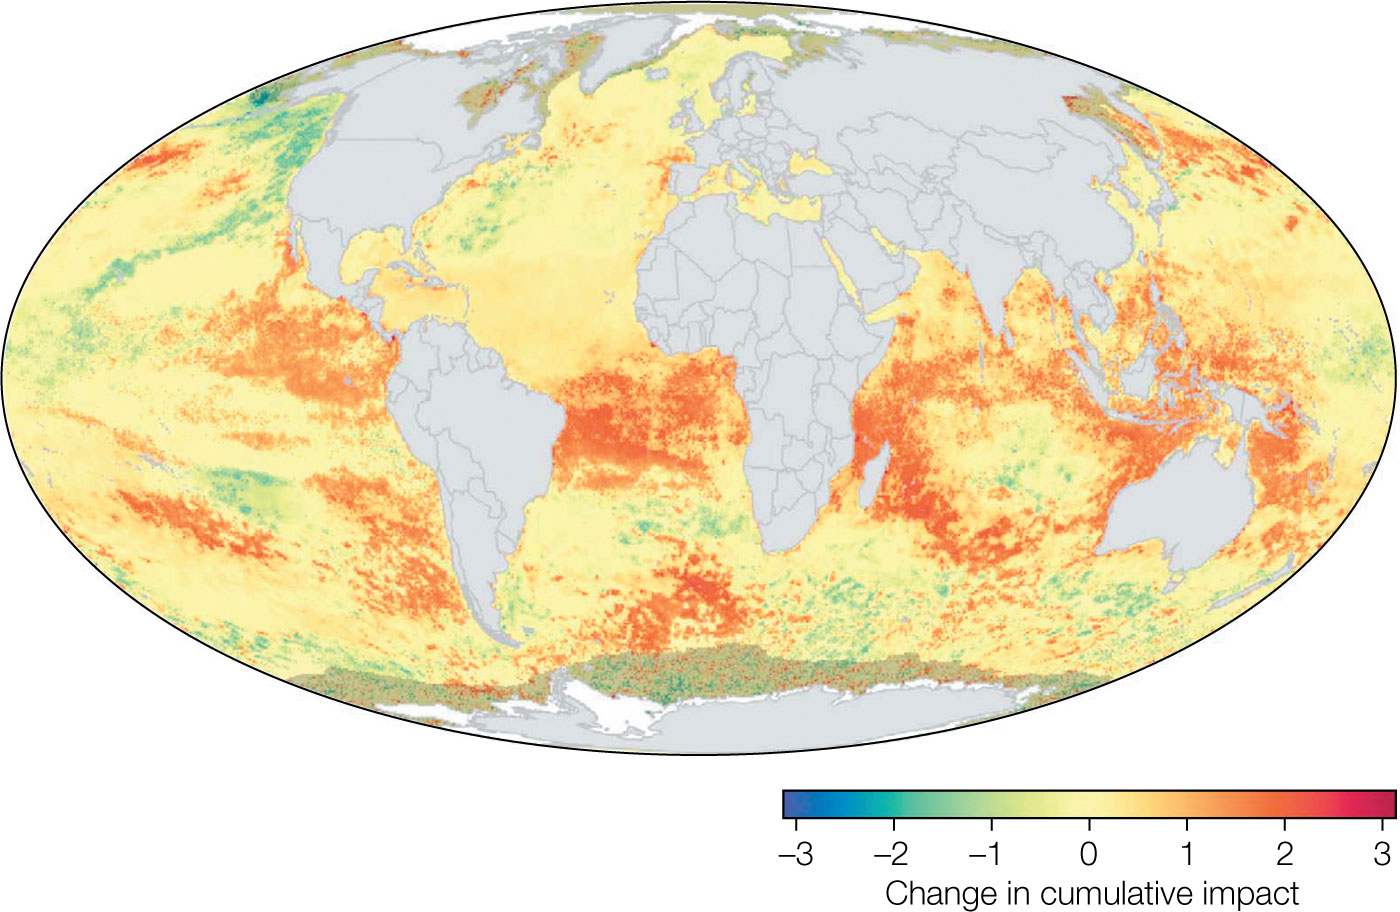 –3 –2 –1 0 1 2 3
Change in cumulative impact